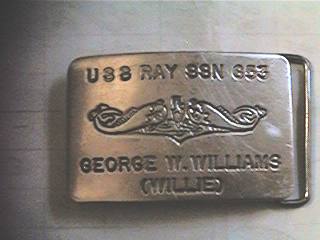 USS RAY SSN 653
GEORGE W. WILLIAMS
(WILLIE)